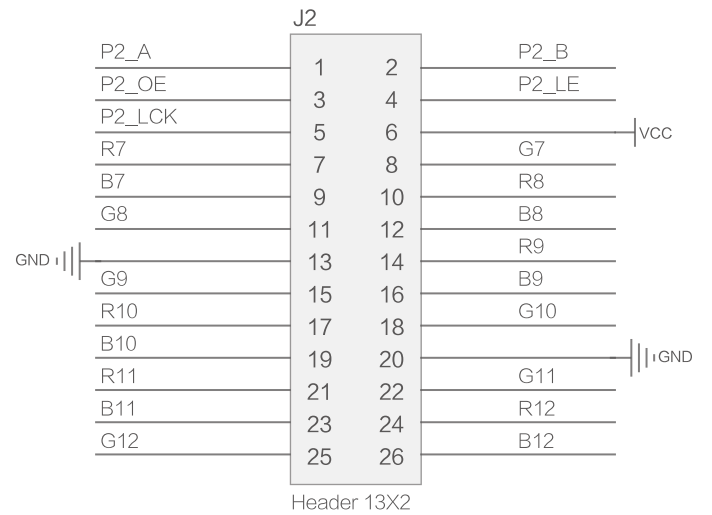 J2
P2_A 1 2 P2_B
P2_OE 3 4 P2_LE
P2_LCK 5 6 VCC
R7 7 8 G7
B7 9 10 R8
G8 11 12 B8
GND 13 14 R9
G9 15 16 B9
R10 17 18 G10
B10 19 20 GND
R11 21 22 G11
B11 23 24 R12
G12 25 26 B12
Header 13X2